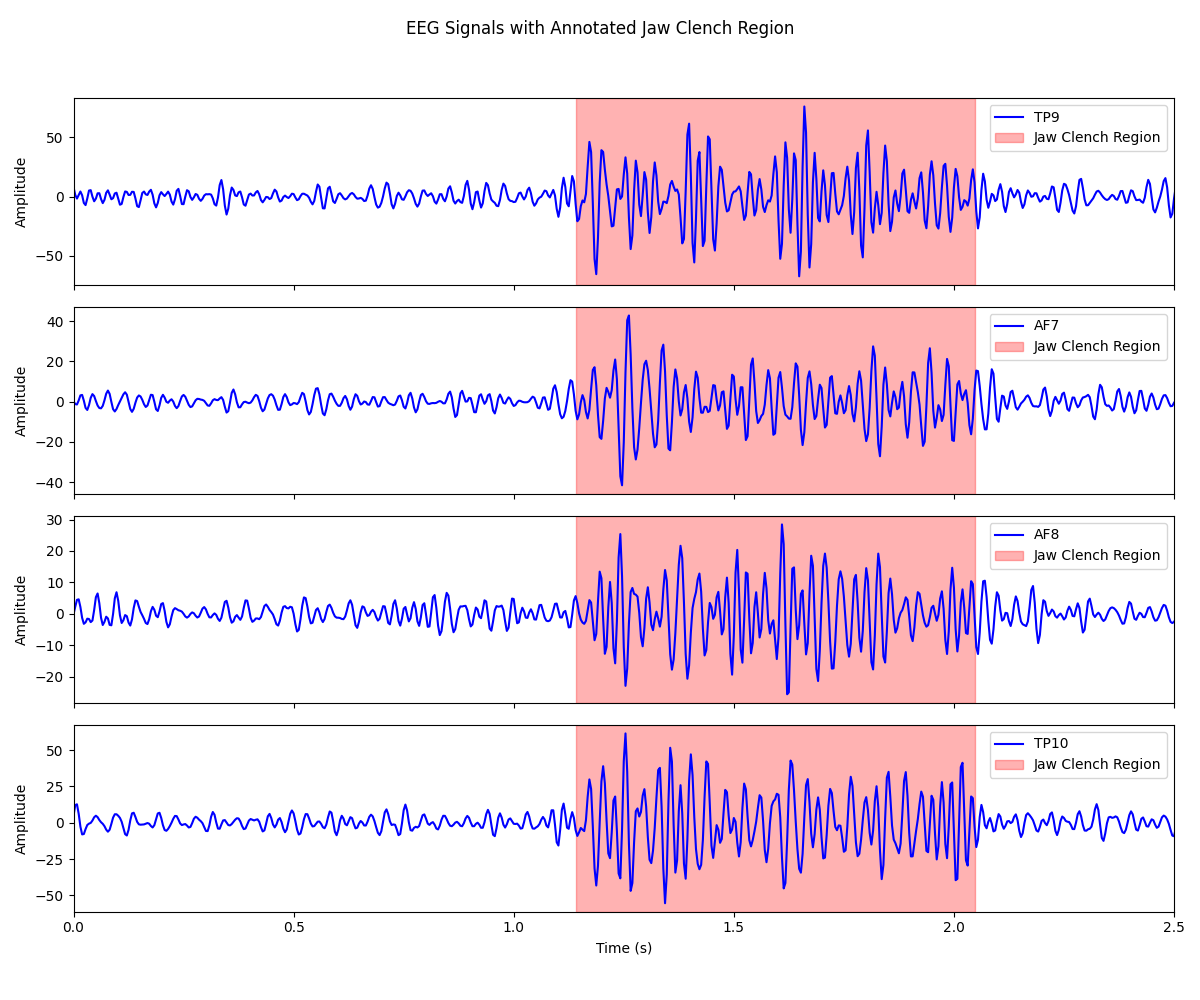 EEG Signals with Annotated Jaw Clench Region
Amplitude
50
0
−50
TP9
Jaw Clench Region
Amplitude
40
20
0
−20
−40
AF7
Jaw Clench Region
Amplitude
30
20
10
0
−10
−20
AF8
Jaw Clench Region
Amplitude
50
25
0
−25
−50
TP10
Jaw Clench Region
0.0 0.5 1.0 1.5 2.0 2.5
Time (s)